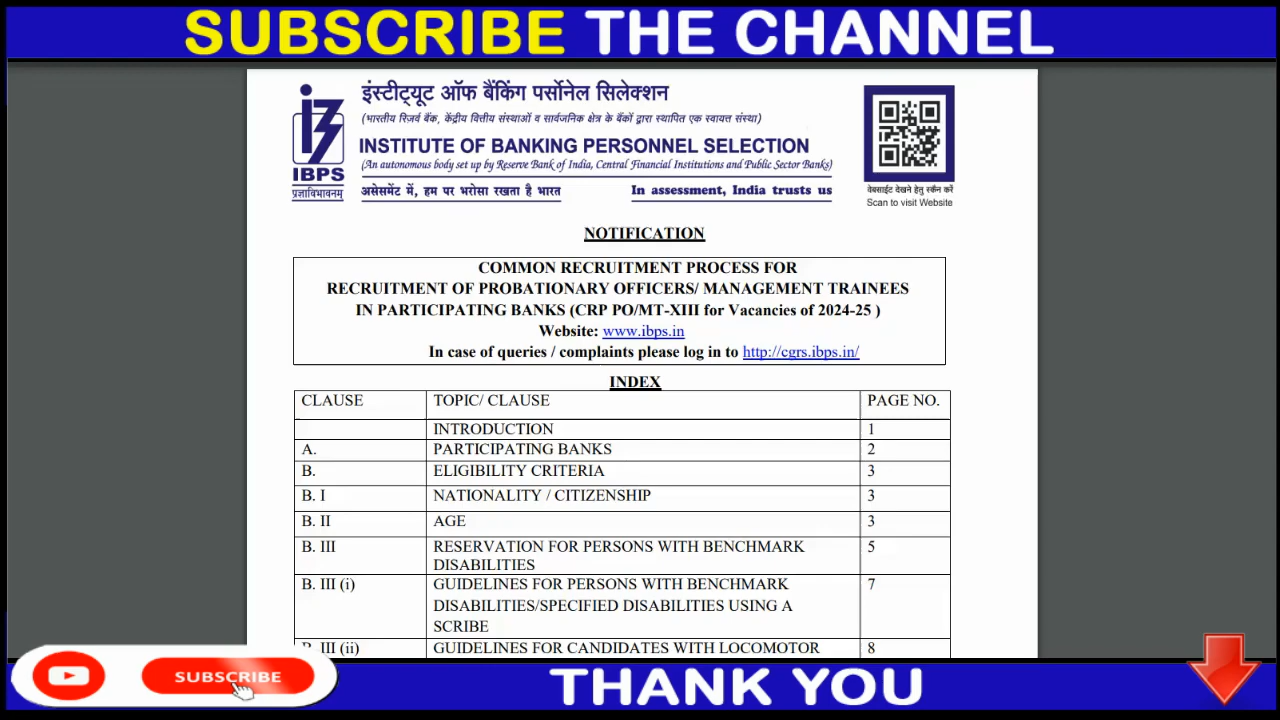 SUBSCRIBE THE CHANNEL
इंस्टीट्यूट ऑफ बैंकिंग पर्सोनेल सिलेक्शन
(भारतीय रिजर्व बैंक, केंद्रीय वित्तीय संस्थाओं व सार्वजनिक क्षेत्र के बैंकों द्वारा स्थापित एक स्वायत्त संस्था)
INSTITUTE OF BANKING PERSONNEL SELECTION
(An autonomous body set up by Reserve Bank of India, Central Financial Institutions and Public Sector Banks)
IBPS
प्रज्ञाविभावनम्
असेसमेंट में, हम पर भरोसा रखता है भारत In assessment, India trusts us
वेबसाईट देखने हेतु स्कैन करें
Scan to visit Website
NOTIFICATION
COMMON RECRUITMENT PROCESS FOR
RECRUITMENT OF PROBATIONARY OFFICERS/ MANAGEMENT TRAINEES
IN PARTICIPATING BANKS (CRP PO/MT-XIII for Vacancies of 2024-25 )
Website: www.ibps.in
In case of queries / complaints please log in to http://cgrs.ibps.in/
INDEX
CLAUSE TOPIC/ CLAUSE PAGE NO.
INTRODUCTION 1
A. PARTICIPATING BANKS 2
B. ELIGIBILITY CRITERIA 3
B. I NATIONALITY / CITIZENSHIP 3
B. II AGE 3
B. III RESERVATION FOR PERSONS WITH BENCHMARK 5
DISABILITIES
B. III (i) GUIDELINES FOR PERSONS WITH BENCHMARK 7
DISABILITIES/SPECIFIED DISABILITIES USING A
SCRIBE
B. III (ii) GUIDELINES FOR CANDIDATES WITH LOCOMOTOR 8
SUBSCRIBE
THANK YOU